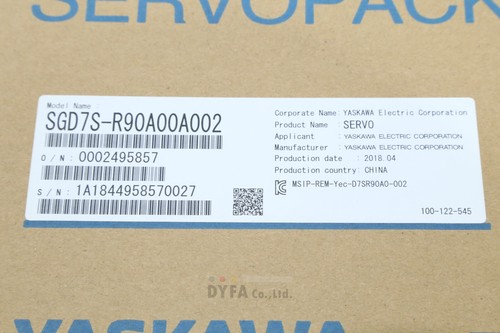 SERVOPACK
Model Name :
SGD7S-R90A00A002
O/N: 0002495857
S/N: 1A1844958570027
Corporate Name: YASKAWA Electric Corporation
Product Name : SERVO
Applicant : YASKAWA ELECTRIC CORPORATION
Manufacturer : YASKAWA ELECTRIC CORPORATION
Production date : 2018.04
Production country: CHINA
MSIP-REM-Yec-D7SR90A0-002
100-122-545
DYFA Co.,Ltd.
YASKAWA